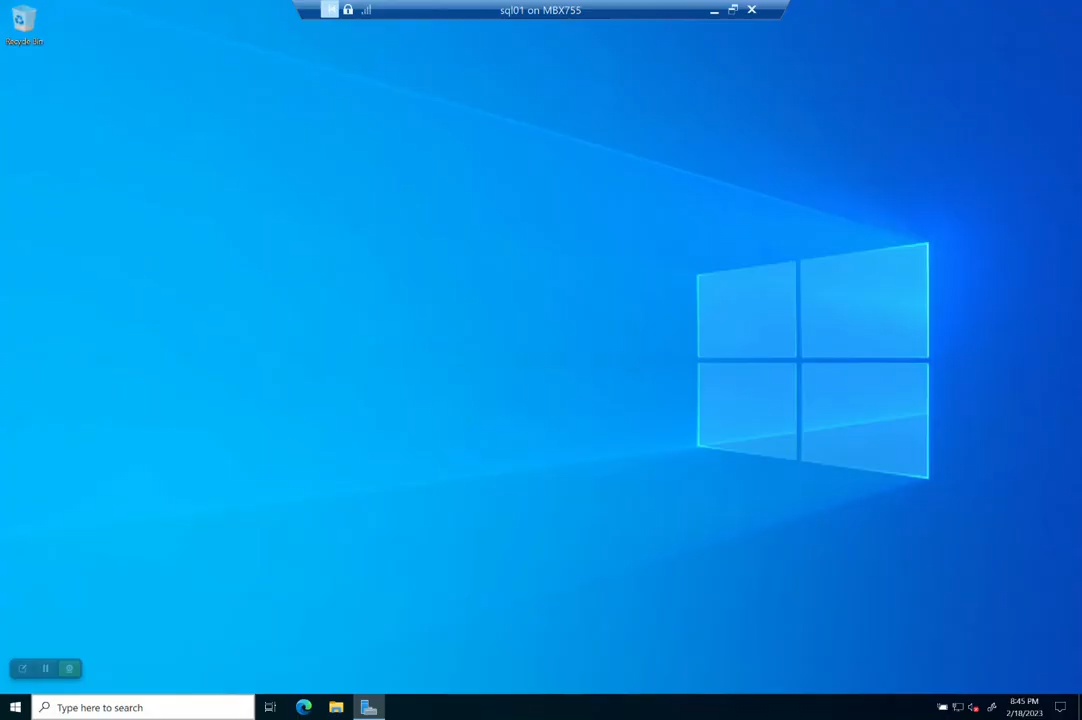 sql01 on MBX755
Recycle Bin
Type here to search
8:45 PM
2/18/2023